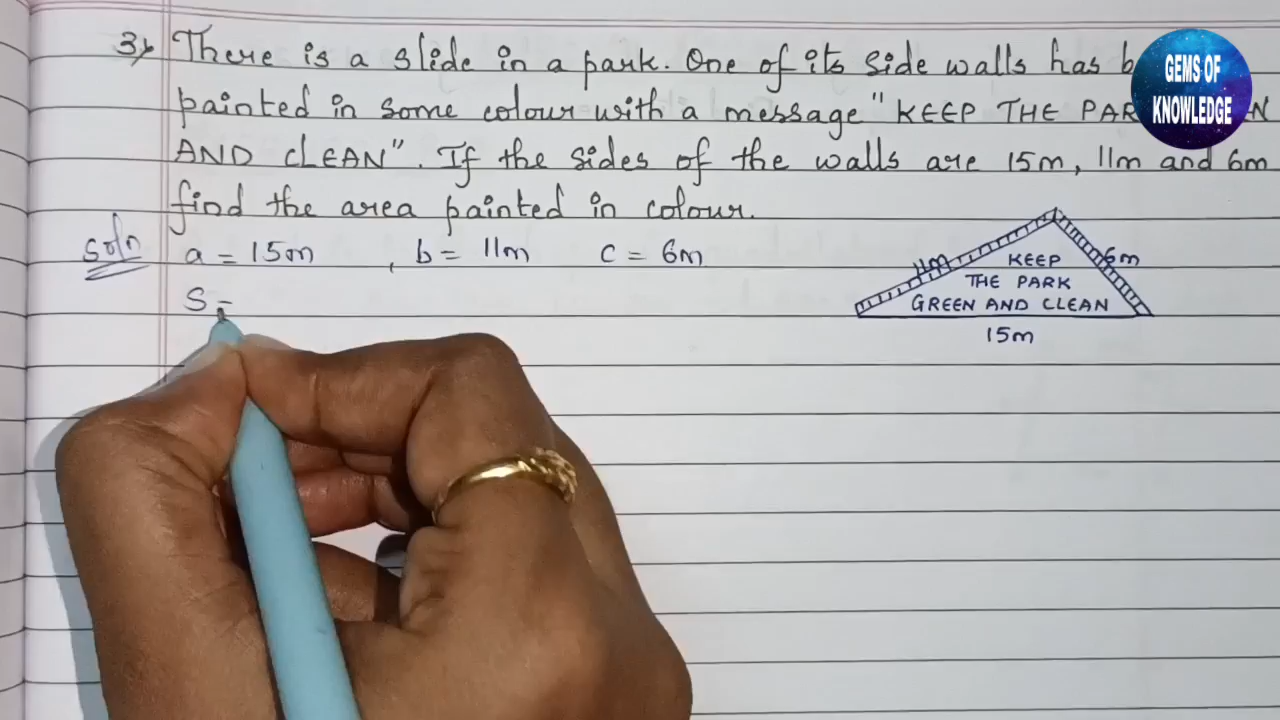 3) There is a slide in a park. One of its side walls has b
painted in some colour with a message "KEEP THE PAR N
AND CLEAN". If the sides of the walls are 15m, 11m and 6m
find the area painted in colour.
Soln a = 15m , b = 11m c = 6m
S =
11m KEEP 6m
THE PARK
GREEN AND CLEAN
15m
GEMS OF
KNOWLEDGE